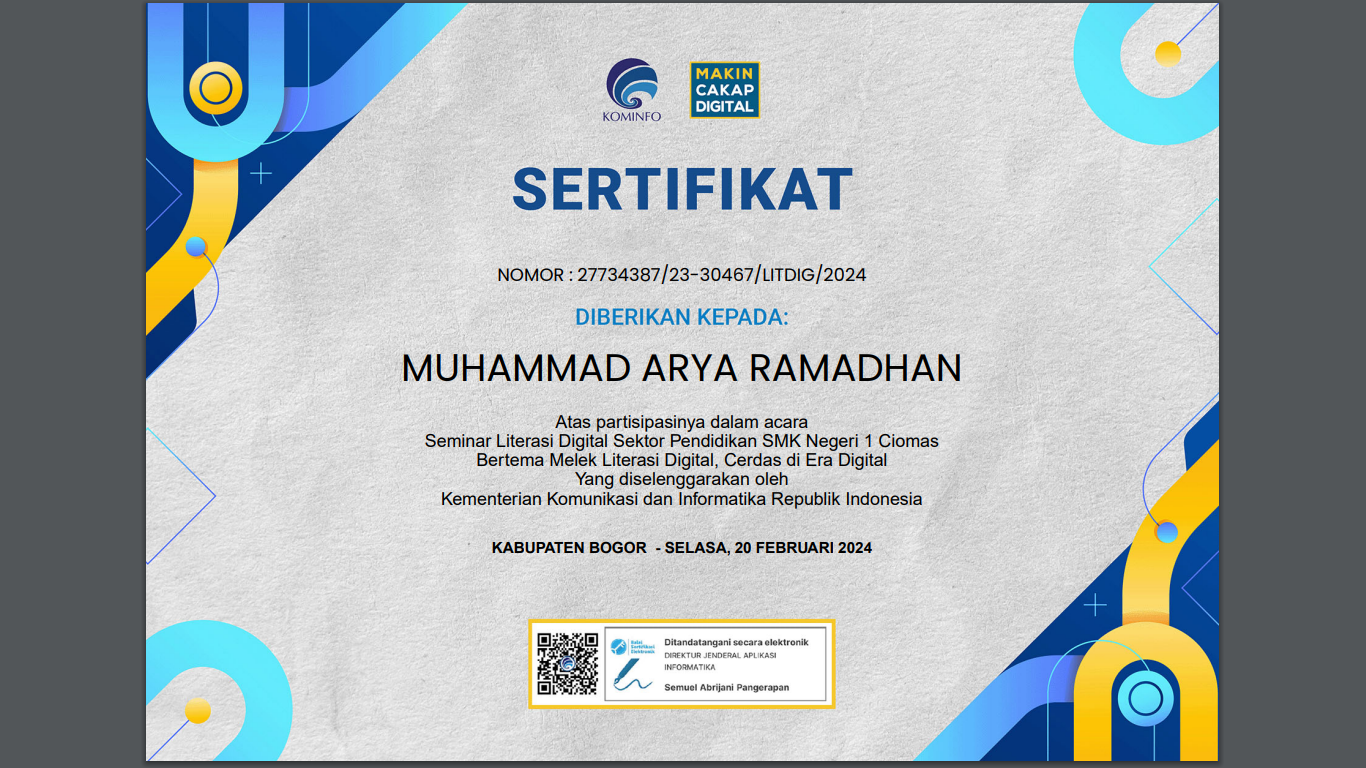 KOMINFO
MAKIN
CAKAP
DIGITAL
SERTIFIKAT
NOMOR : 27734387/23-30467/LITDIG/2024
DIBERIKAN KEPADA:
MUHAMMAD ARYA RAMADHAN
Atas partisipasinya dalam acara
Seminar Literasi Digital Sektor Pendidikan SMK Negeri 1 Ciomas
Bertema Melek Literasi Digital, Cerdas di Era Digital
Yang diselenggarakan oleh
Kementerian Komunikasi dan Informatika Republik Indonesia
KABUPATEN BOGOR - SELASA, 20 FEBRUARI 2024
Balai
Sertifikasi
Elektronik
Ditandatangani secara elektronik
DIREKTUR JENDERAL APLIKASI
INFORMATIKA
Semuel Abrijani Pangerapan